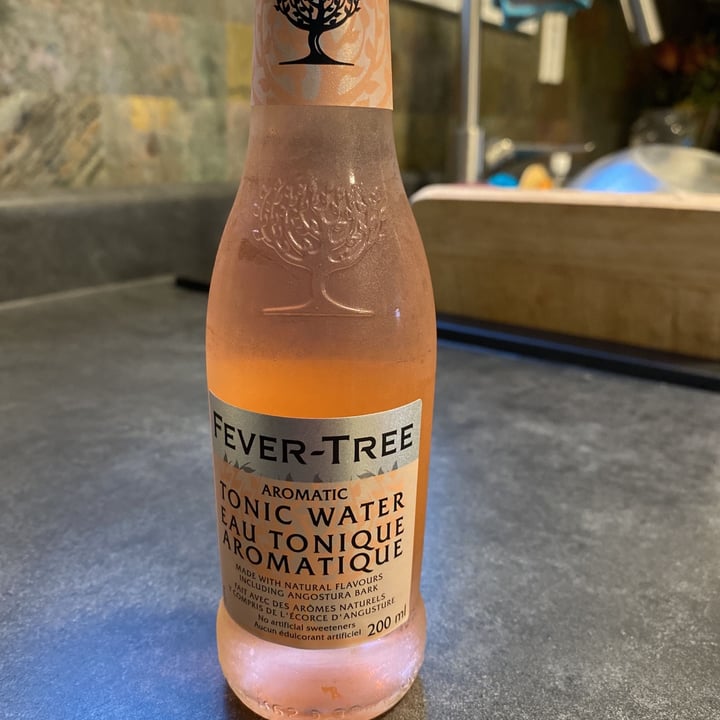 FEVER-TREE
AROMATIC
TONIC WATER
EAU TONIQUE
AROMATIQUE
MADE WITH NATURAL FLAVOURS
INCLUDING ANGOSTURA BARK
FAIT AVEC DES ARÔMES NATURELS
Y COMPRIS DE L'ÉCORCE D'ANGUSTURE
No artificial sweeteners
Aucun édulcorant artificiel 200 ml